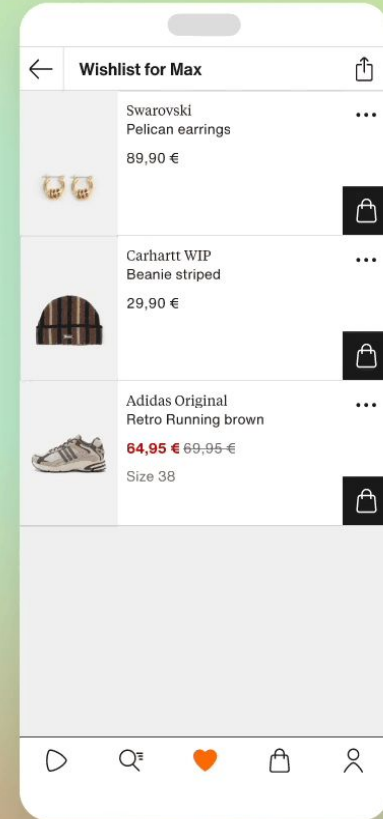 Wishlist for Max
Swarovski
Pelican earrings
89,90 €
Carhartt WIP
Beanie striped
29,90 €
Adidas Original
Retro Running brown
64,95 € 69,95 €
Size 38